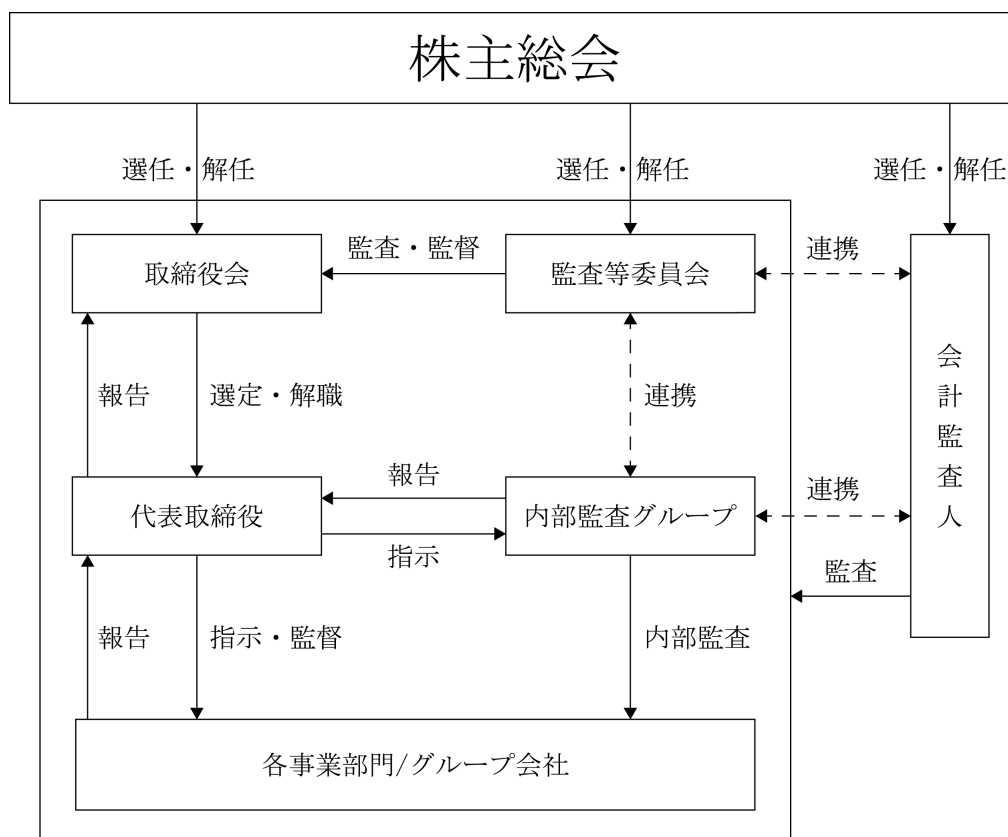 株主総会
選任・解任
選任・解任
選任・解任
取締役会
監査・監督
監査等委員会
連携
会計監査人
報告
選定・解職
連携
代表取締役
報告
指示
内部監査グループ
連携
監査
報告
指示・監督
内部監査
各事業部門/グループ会社